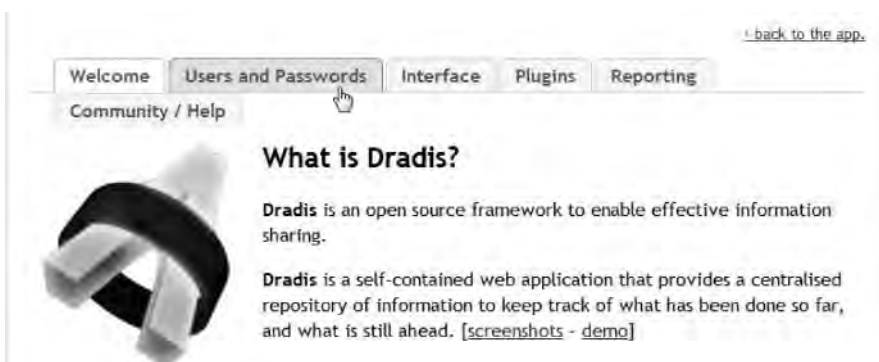 ‹ back to the app.
Welcome Users and Passwords Interface Plugins Reporting
Community / Help
What is Dradis?
Dradis is an open source framework to enable effective information
sharing.
Dradis is a self-contained web application that provides a centralised
repository of information to keep track of what has been done so far,
and what is still ahead. [screenshots - demo]